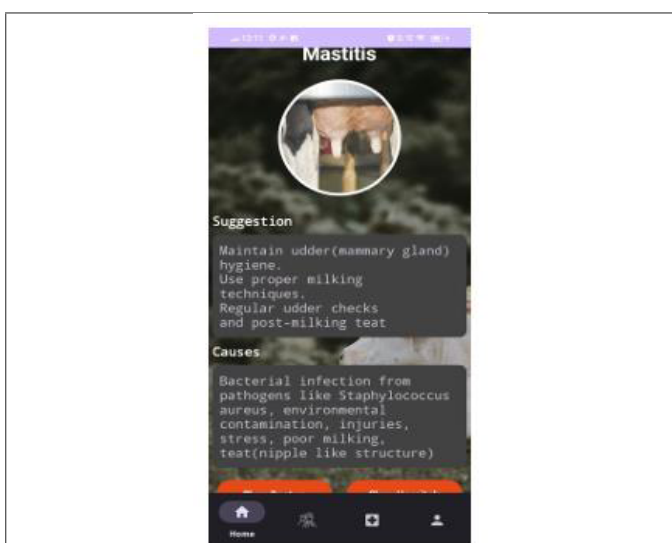 Mastitis
Suggestion
Maintain udder(mammary gland)
hygiene.
Use proper milking
techniques.
Regular udder checks
and post-milking teat
Causes
Bacterial infection from
pathogens like Staphylococcus
aureus, environmental
contamination, injuries,
stress, poor milking,
teat(nipple like structure)
Home